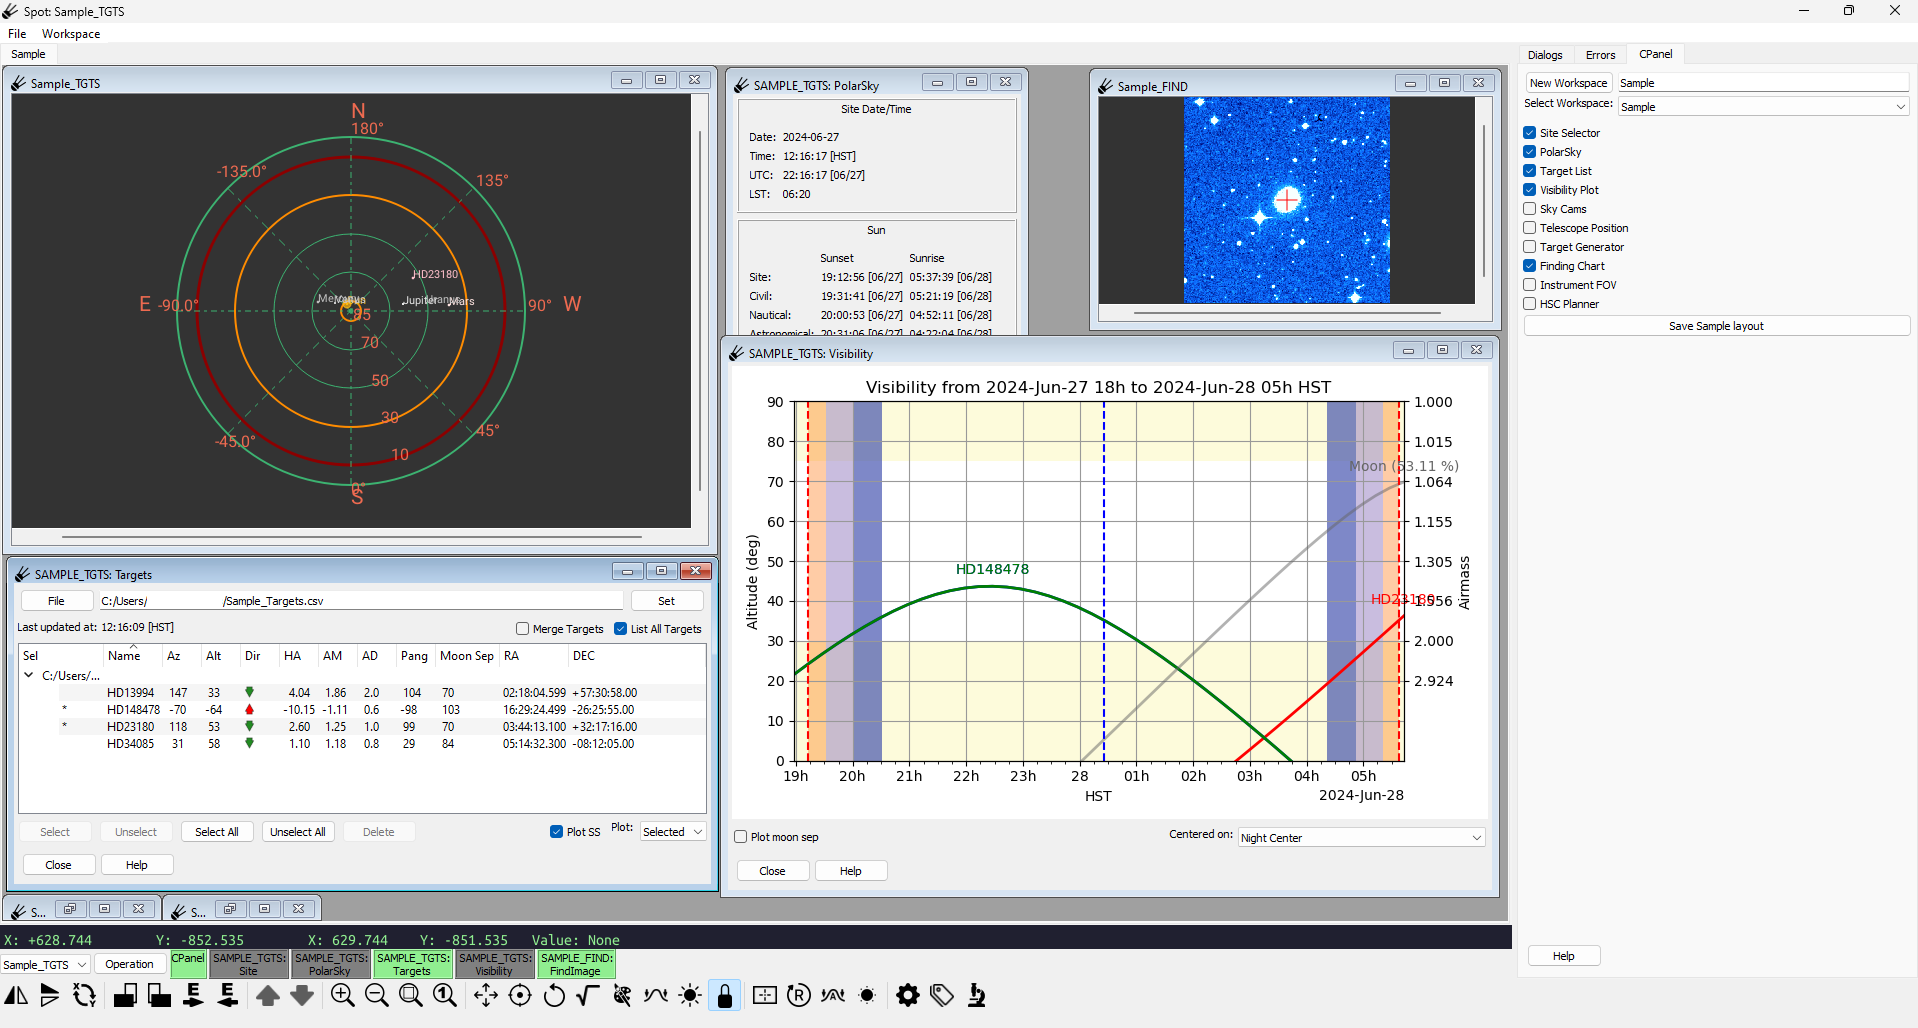 Spot: Sample_TGTS
File Workspace
Sample
Dialogs Errors CPanel
Sample_TGTS
N
180°
-135.0°
135°
HD23180
Jupiter
Mars
E -90.0°
90° W
85
70
50
30
10
-45.0°
45°
0°
S
SAMPLE_TGTS: PolarSky
Site Date/Time
Date: 2024-06-27
Time: 12:16:17 [HST]
UTC: 22:16:17 [06/27]
LST: 06:20
Sun
Sunset Sunrise
Site: 19:12:56 [06/27] 05:37:39 [06/28]
Civil: 19:31:41 [06/27] 05:21:19 [06/28]
Nautical: 20:00:53 [06/27] 04:52:11 [06/28]
Astronomical: 20:31:06 [06/27] 04:22:04 [06/28]
Sample_FIND
New Workspace Sample
Select Workspace: Sample
Site Selector
PolarSky
Target List
Visibility Plot
Sky Cams
Telescope Position
Target Generator
Finding Chart
Instrument FOV
HSC Planner
Save Sample layout
Help
SAMPLE_TGTS: Targets
File C:/Users/ /Sample_Targets.csv Set
Last updated at: 12:16:09 [HST] Merge Targets List All Targets
Sel Name Az Alt Dir HA AM AD Pang Moon Sep RA DEC
C:/Users/...
HD13994 147 33 4.04 1.86 2.0 104 70 02:18:04.599 +57:30:58.00
* HD148478 -70 -64 -10.15 -1.11 0.6 -98 103 16:29:24.499 -26:25:55.00
* HD23180 118 53 2.60 1.25 1.0 99 70 03:44:13.100 +32:17:16.00
HD34085 31 58 1.10 1.18 0.8 29 84 05:14:32.300 -08:12:05.00
Select Unselect Select All Unselect All Delete Plot SS Plot: Selected
Close Help
SAMPLE_TGTS: Visibility
Visibility from 2024-Jun-27 18h to 2024-Jun-28 05h HST
90 1.000
80 1.015
Moon (53.11 %)
70 1.064
60 1.155
50 1.305
HD148478
40 1.556
HD23180
30 2.000
20 2.924
10
0
Altitude (deg)
Airmass
19h 20h 21h 22h 23h 28 01h 02h 03h 04h 05h
HST 2024-Jun-28
Plot moon sep Centered on: Night Center
Close Help
S... S...
X: +628.744 Y: -852.535 X: 629.744 Y: -851.535 Value: None
Sample_TGTS Operation
CPanel
SAMPLE_TGTS: Site
SAMPLE_TGTS: PolarSky
SAMPLE_TGTS: Targets
SAMPLE_TGTS: Visibility
SAMPLE_FIND: FindImage